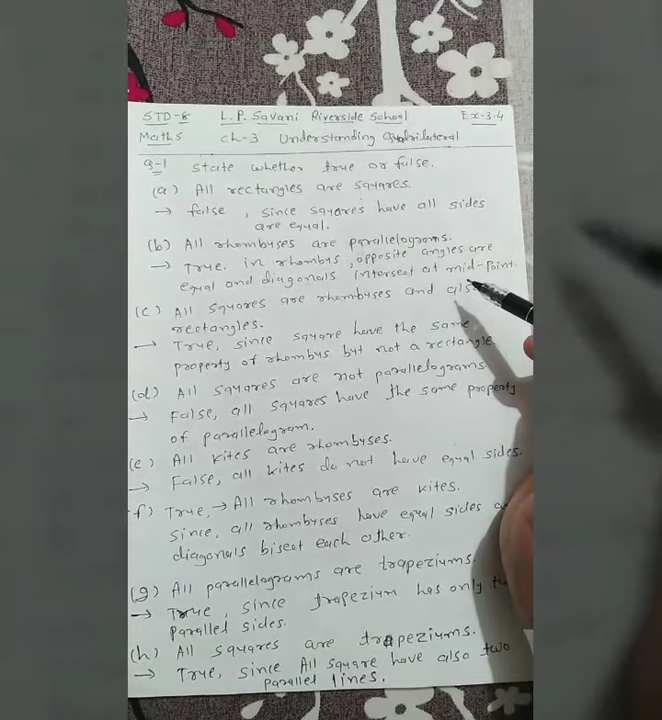 STD-8 L.P. Savani Riverside School Ex-3.4
Maths ch-3 Understanding Quadrilateral
Q-1 State whether true or false.
(a) All rectangles are squares.
→ false, since squares have all sides
are equal.
(b) All rhombuses are parallelograms.
→ True. in rhombus, opposite angles are
equal and diagonals intersect at mid-point.
(c) All squares are rhombuses and also
rectangles.
→ True, since square have the same
property of rhombus but not a rectangle
(d) All squares are not parallelograms
→ False, all squares have the same property
of parallelogram.
(e) All kites are rhombuses.
→ False, all kites do not have equal sides.
f) True, → All rhombuses are kites.
since, all rhombuses have equal sides
diagonals bisect each other.
(g) All parallelograms are trapeziums
→ True, since trapezium has only
Parallel sides.
(h) All squares are trapeziums.
→ True, since All square have also two
parallel lines.